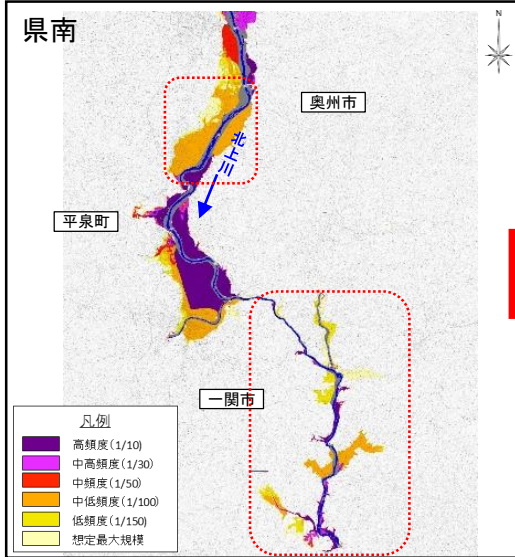 県南
N
奥州市
北上川
平泉町
一関市
凡例
高頻度(1/10)
中高頻度(1/30)
中頻度(1/50)
中低頻度(1/100)
低頻度(1/150)
想定最大規模